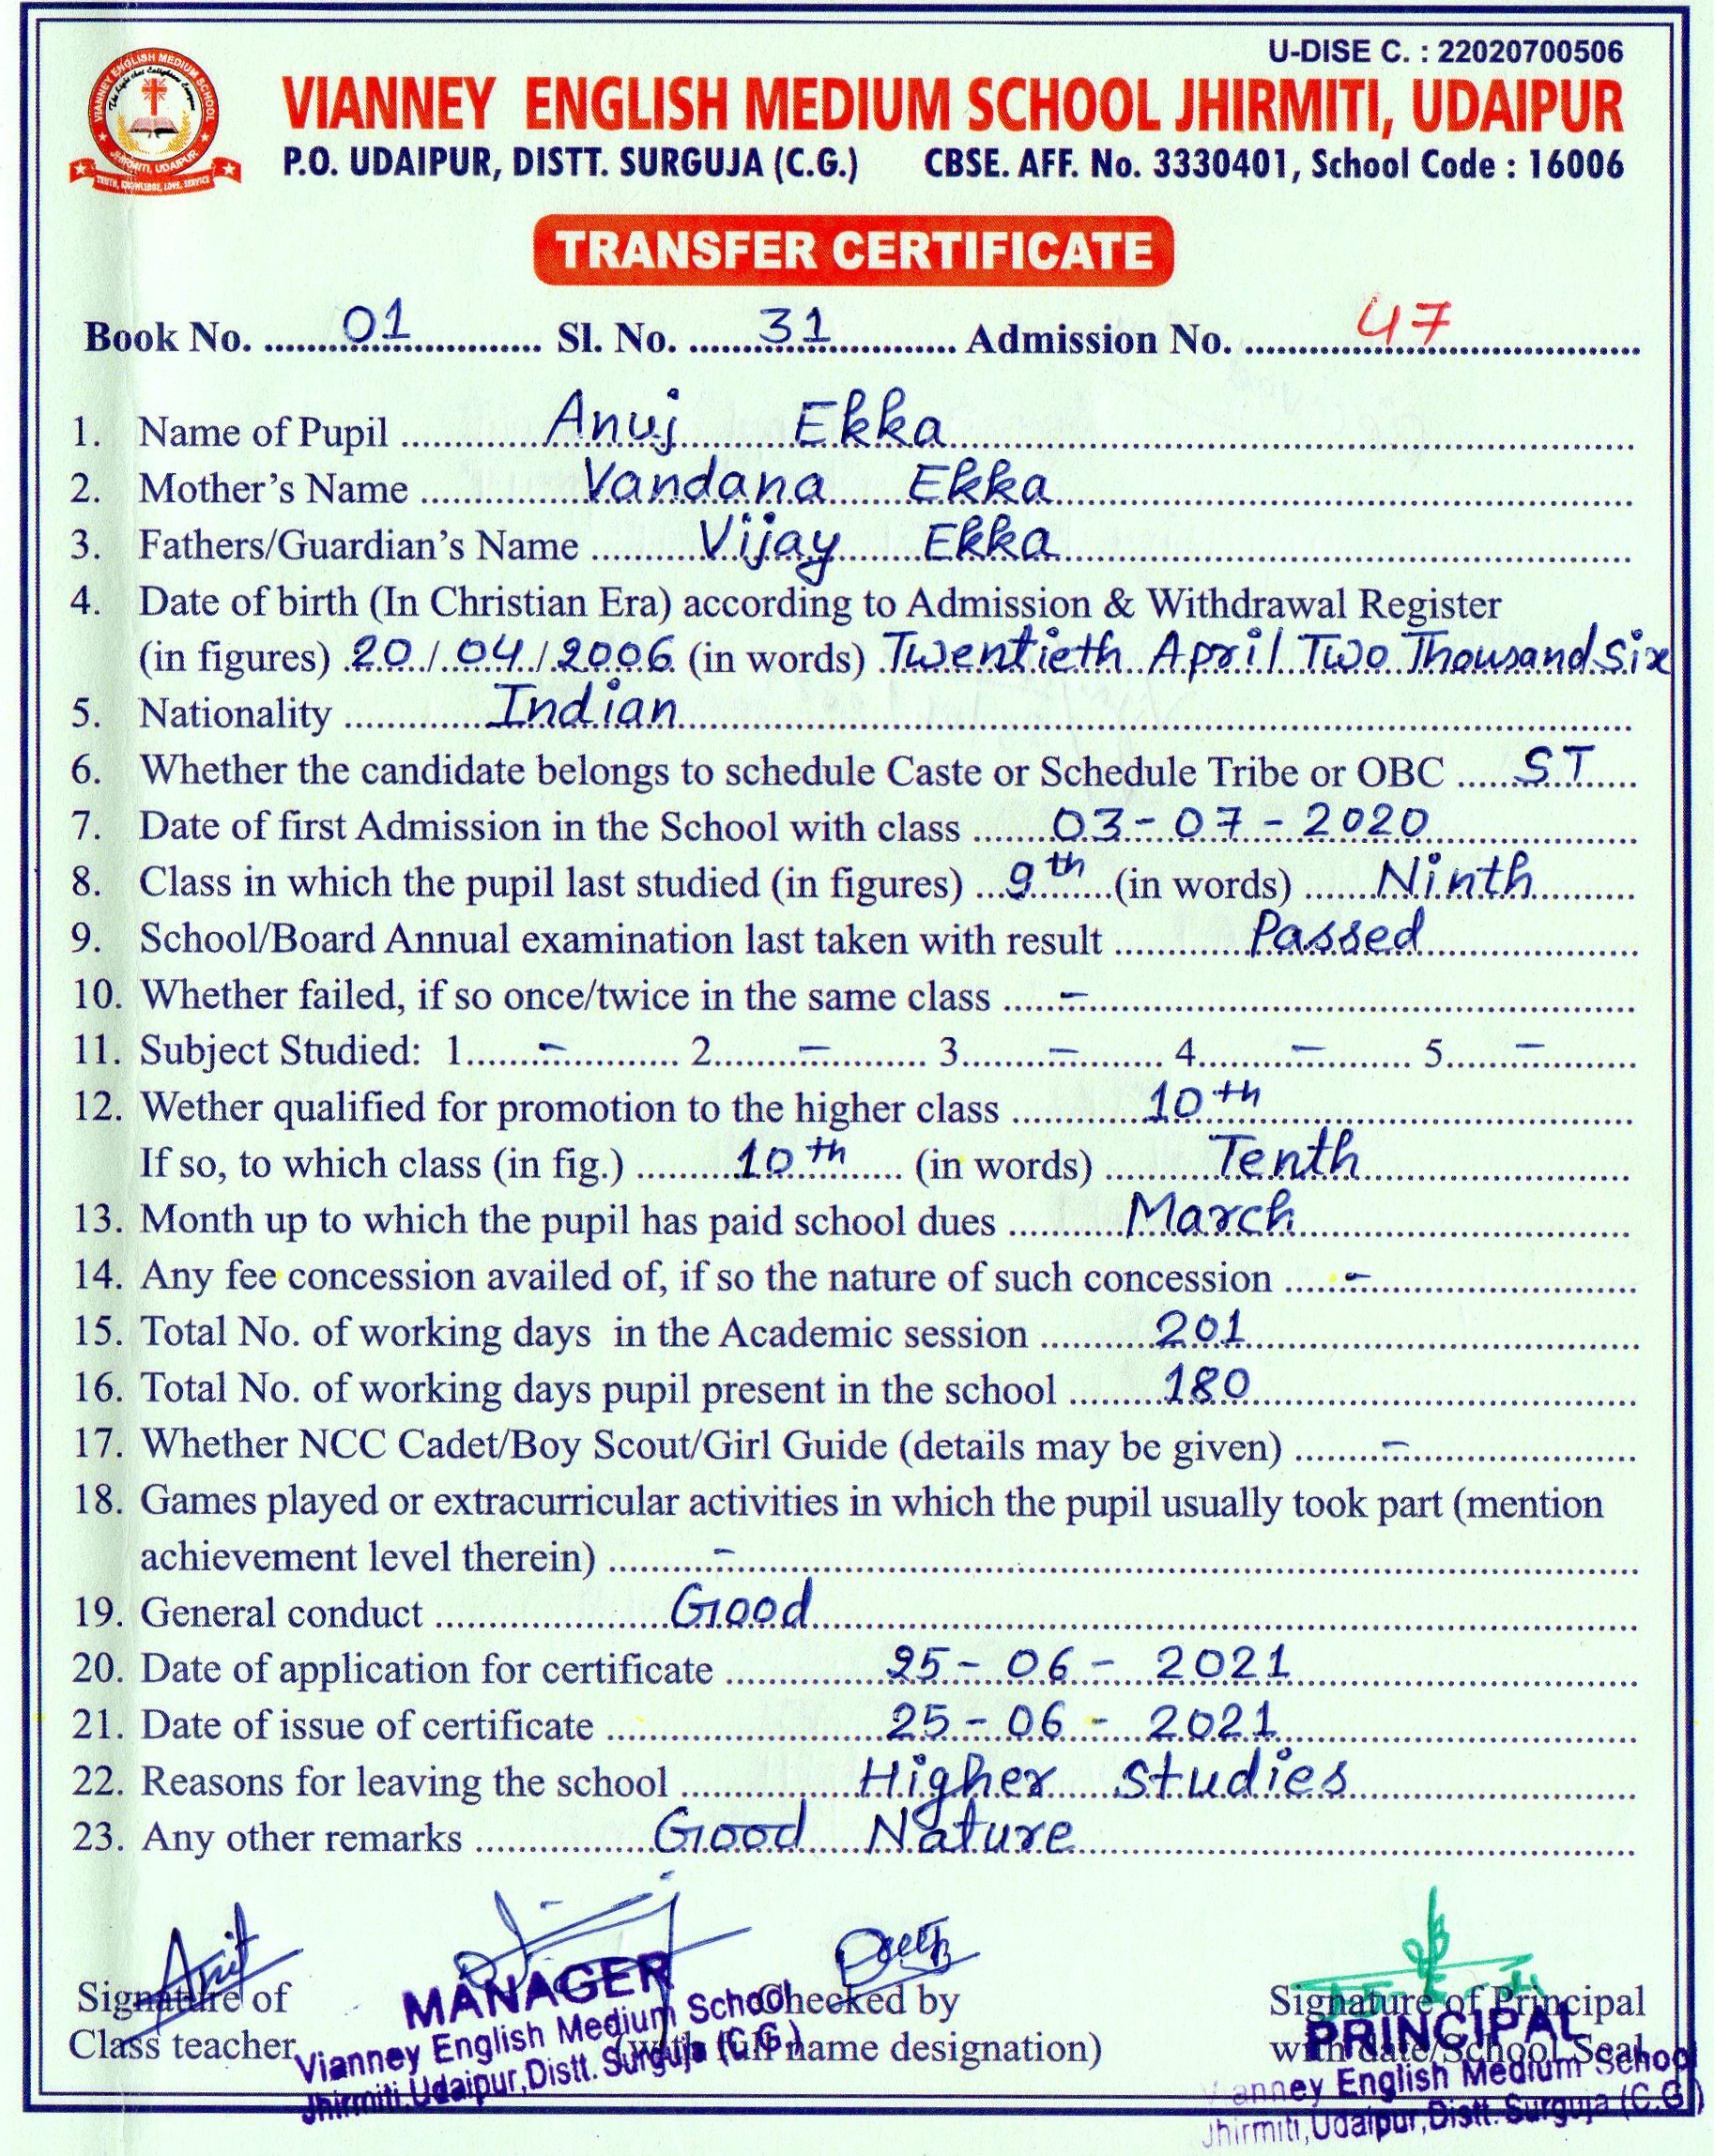 U-DISE C. : 22020700506
VIANNEY ENGLISH MEDIUM SCHOOL JHIRMITI, UDAIPUR
P.O. UDAIPUR, DISTT. SURGUJA (C.G.) CBSE. AFF. No. 3330401, School Code : 16006
VIANNEY ENGLISH MEDIUM SCHOOL
JHIRMITI, UDAIPUR
TRANSFER CERTIFICATE
Book No. 01 Sl. No. 31 Admission No. 47
1. Name of Pupil Anuj Ekka
2. Mother's Name Vandana Ekka
3. Fathers/Guardian's Name Vijay Ekka
4. Date of birth (In Christian Era) according to Admission & Withdrawal Register
(in figures) 20/04/2006 (in words) Twentieth April Two Thousand Six
5. Nationality Indian
6. Whether the candidate belongs to schedule Caste or Schedule Tribe or OBC ST
7. Date of first Admission in the School with class 03-07-2020
8. Class in which the pupil last studied (in figures) 9th (in words) Ninth
9. School/Board Annual examination last taken with result Passed
10. Whether failed, if so once/twice in the same class -
11. Subject Studied: 1. - 2. - 3. - 4. - 5. -
12. Wether qualified for promotion to the higher class 10th
If so, to which class (in fig.) 10th (in words) Tenth
13. Month up to which the pupil has paid school dues March
14. Any fee concession availed of, if so the nature of such concession -
15. Total No. of working days in the Academic session 201
16. Total No. of working days pupil present in the school 180
17. Whether NCC Cadet/Boy Scout/Girl Guide (details may be given) -
18. Games played or extracurricular activities in which the pupil usually took part (mention
achievement level therein) -
19. General conduct Good
20. Date of application for certificate 25-06-2021
21. Date of issue of certificate 25-06-2021
22. Reasons for leaving the school Higher studies
23. Any other remarks Good Nature
Signature of
Class teacher
MANAGER
Vianney English Medium School
Jhirmiti, Udaipur, Distt. Surguja (C.G.)
Checked by
(with full name designation)
Signature of Principal
with date/School Seal
PRINCIPAL
Vianney English Medium School
Jhirmiti, Udaipur, Distt. Surguja (C.G.)